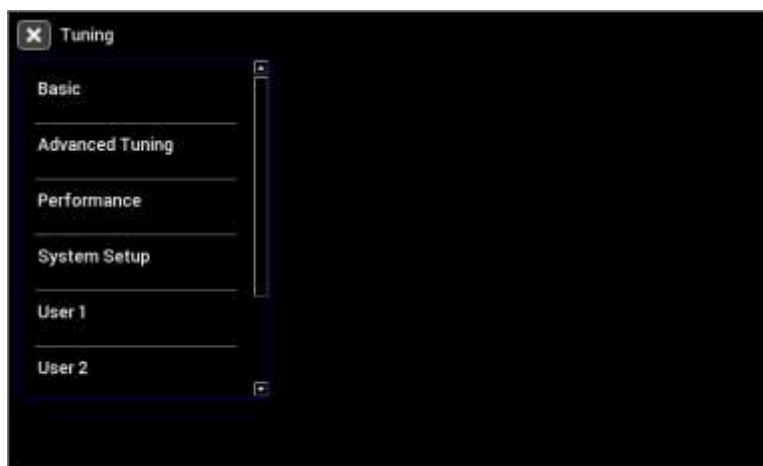 Tuning
Basic
Advanced Tuning
Performance
System Setup
User 1
User 2